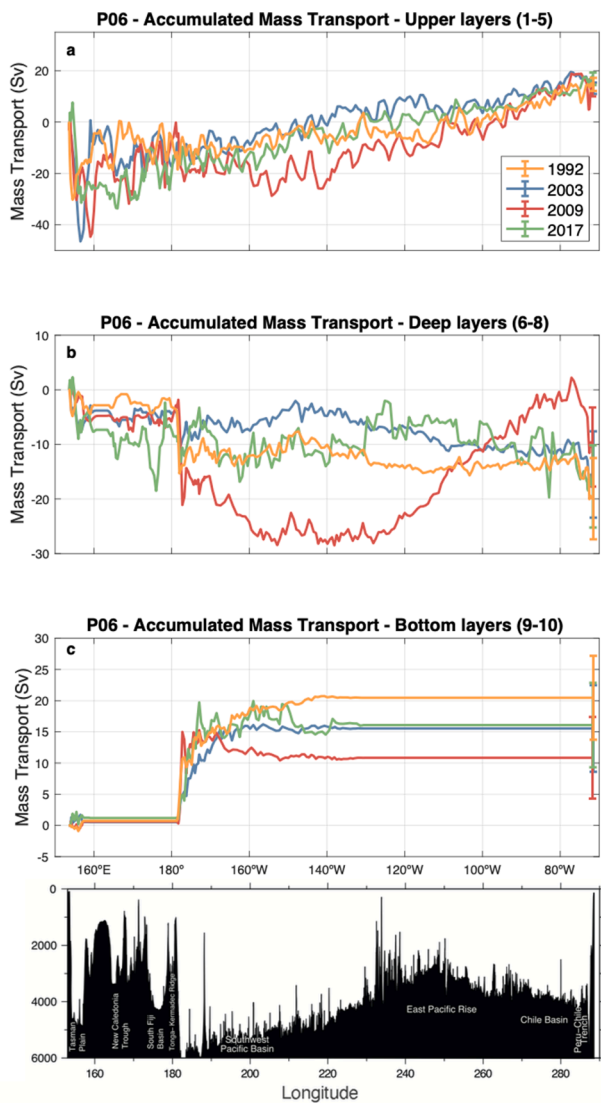 P06 - Accumulated Mass Transport - Upper layers (1-5)
a
Mass Transport (Sv)
20
0
-20
-40
1992
2003
2009
2017
P06 - Accumulated Mass Transport - Deep layers (6-8)
b
Mass Transport (Sv)
10
0
-10
-20
-30
P06 - Accumulated Mass Transport - Bottom layers (9-10)
c
Mass Transport (Sv)
30
25
20
15
10
5
0
-5
160°E 180° 160°W 140°W 120°W 100°W 80°W
0
2000
4000
6000
Tasman Plain
New Caledonia Trough
South Fiji Basin
Tonga-Kermadec Ridge
Southwest
Pacific Basin
East Pacific Rise
Chile Basin
Peru-Chile Trench
160 180 200 220 240 260 280
Longitude